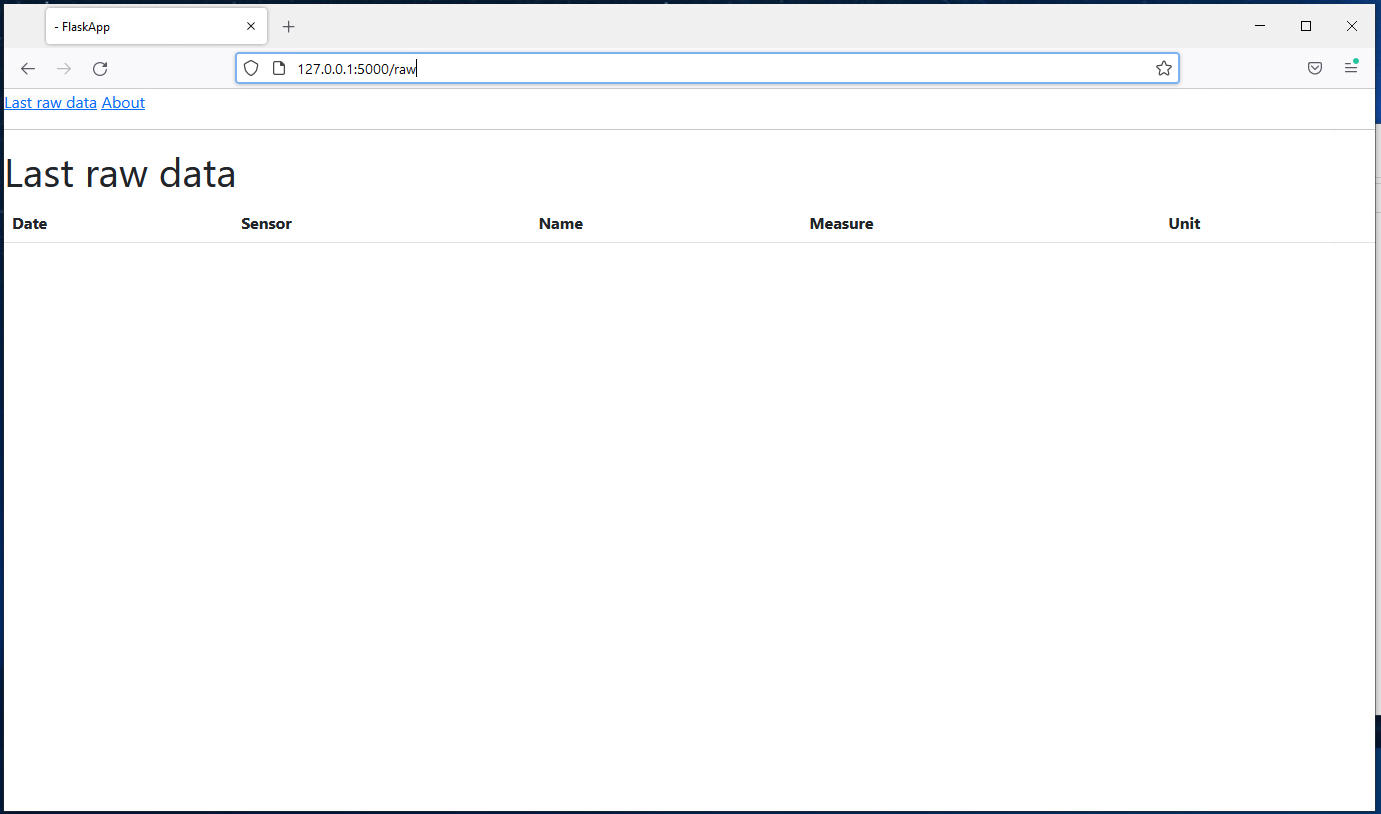 - FlaskApp
127.0.0.1:5000/raw
Last raw data About
Last raw data
Date Sensor Name Measure Unit